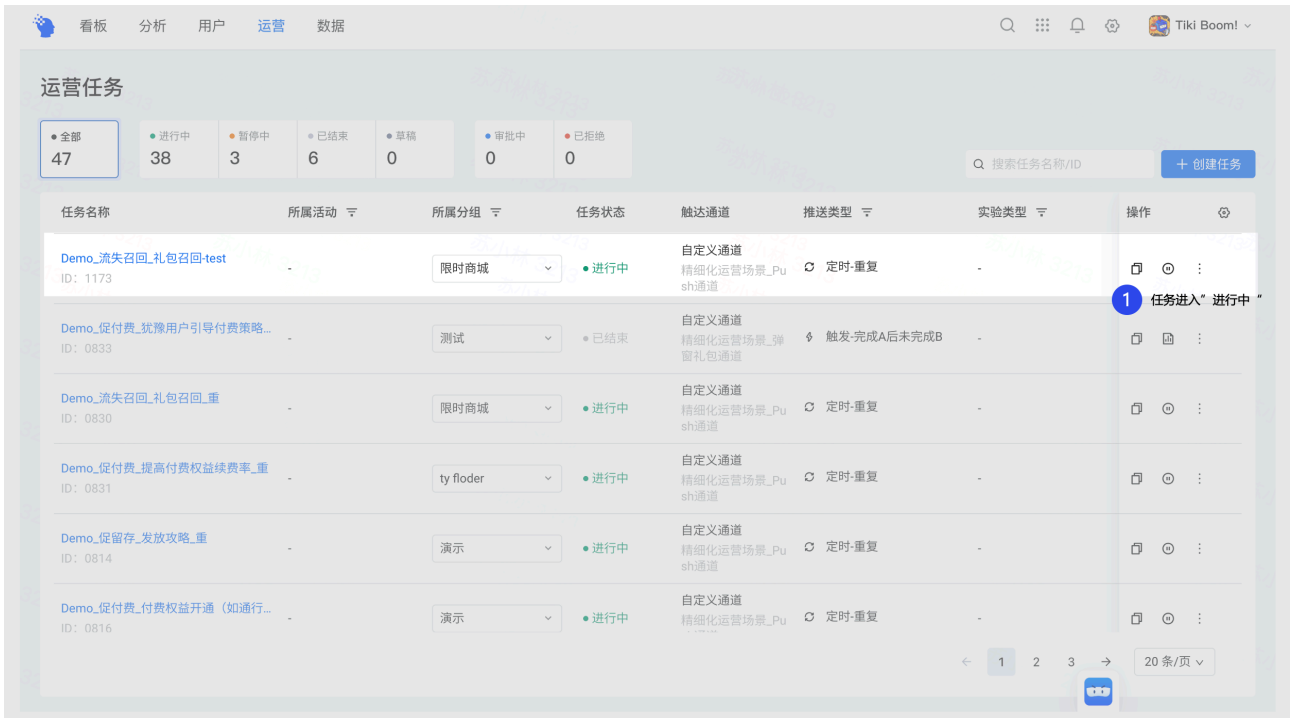 看板 分析 用户 运营 数据 Tiki Boom!
运营任务
全部 进行中 暂停中 已结束 草稿 审批中 已拒绝
47 38 3 6 0 0 0
搜索任务名称/ID + 创建任务
任务名称 所属活动 所属分组 任务状态 触达通道 推送类型 实验类型 操作
Demo_流失召回_礼包召回-test
ID: 1173
-
限时商城
进行中
自定义通道
精细化运营场景_Pu
sh通道
定时-重复
-
1 任务进入”进行中“
Demo_促付费_犹豫用户引导付费策略...
ID: 0833
-
测试
已结束
自定义通道
精细化运营场景_弹
窗礼包通道
触发-完成A后未完成B
-
Demo_流失召回_礼包召回_重
ID: 0830
-
限时商城
进行中
自定义通道
精细化运营场景_Pu
sh通道
定时-重复
-
Demo_促付费_提高付费权益续费率_重
ID: 0831
-
ty floder
进行中
自定义通道
精细化运营场景_Pu
sh通道
定时-重复
-
Demo_促留存_发放攻略_重
ID: 0814
-
演示
进行中
自定义通道
精细化运营场景_Pu
sh通道
定时-重复
-
Demo_促付费_付费权益开通（如通行...
ID: 0816
-
演示
进行中
自定义通道
精细化运营场景_Pu
定时-重复
-
1 2 3 20 条/页